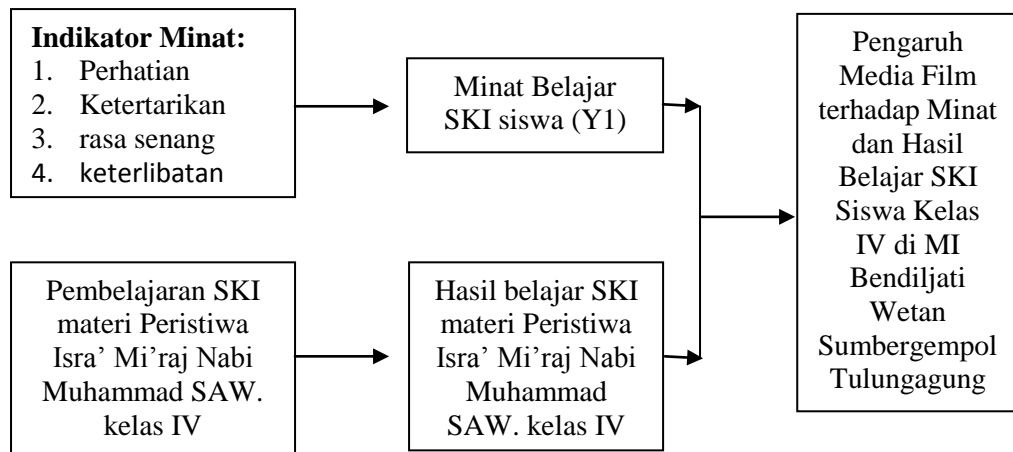 Indikator Minat:
1. Perhatian
2. Ketertarikan
3. rasa senang
4. keterlibatan
Minat Belajar
SKI siswa (Y1)
Pembelajaran SKI
materi Peristiwa
Isra’ Mi’raj Nabi
Muhammad SAW.
kelas IV
Hasil belajar SKI
materi Peristiwa
Isra’ Mi’raj Nabi
Muhammad
SAW. kelas IV
Pengaruh
Media Film
terhadap Minat
dan Hasil
Belajar SKI
Siswa Kelas
IV di MI
Bendiljati
Wetan
Sumbergempol
Tulungagung